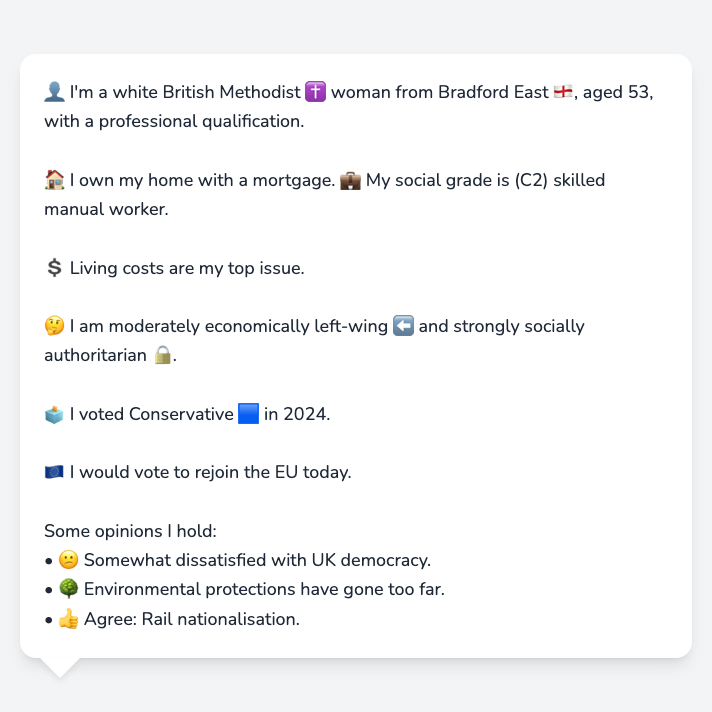 👤 I'm a white British Methodist ✝️ woman from Bradford East 🏴󠁧󠁢󠁥󠁮󠁧󠁿, aged 53,
with a professional qualification.
🏠 I own my home with a mortgage. 💼 My social grade is (C2) skilled
manual worker.
💲 Living costs are my top issue.
🤔 I am moderately economically left-wing ⬅️ and strongly socially
authoritarian 🔒.
🗳️ I voted Conservative 🟦 in 2024.
🇪🇺 I would vote to rejoin the EU today.
Some opinions I hold:
• 🙁 Somewhat dissatisfied with UK democracy.
• 🌳 Environmental protections have gone too far.
• 👍 Agree: Rail nationalisation.